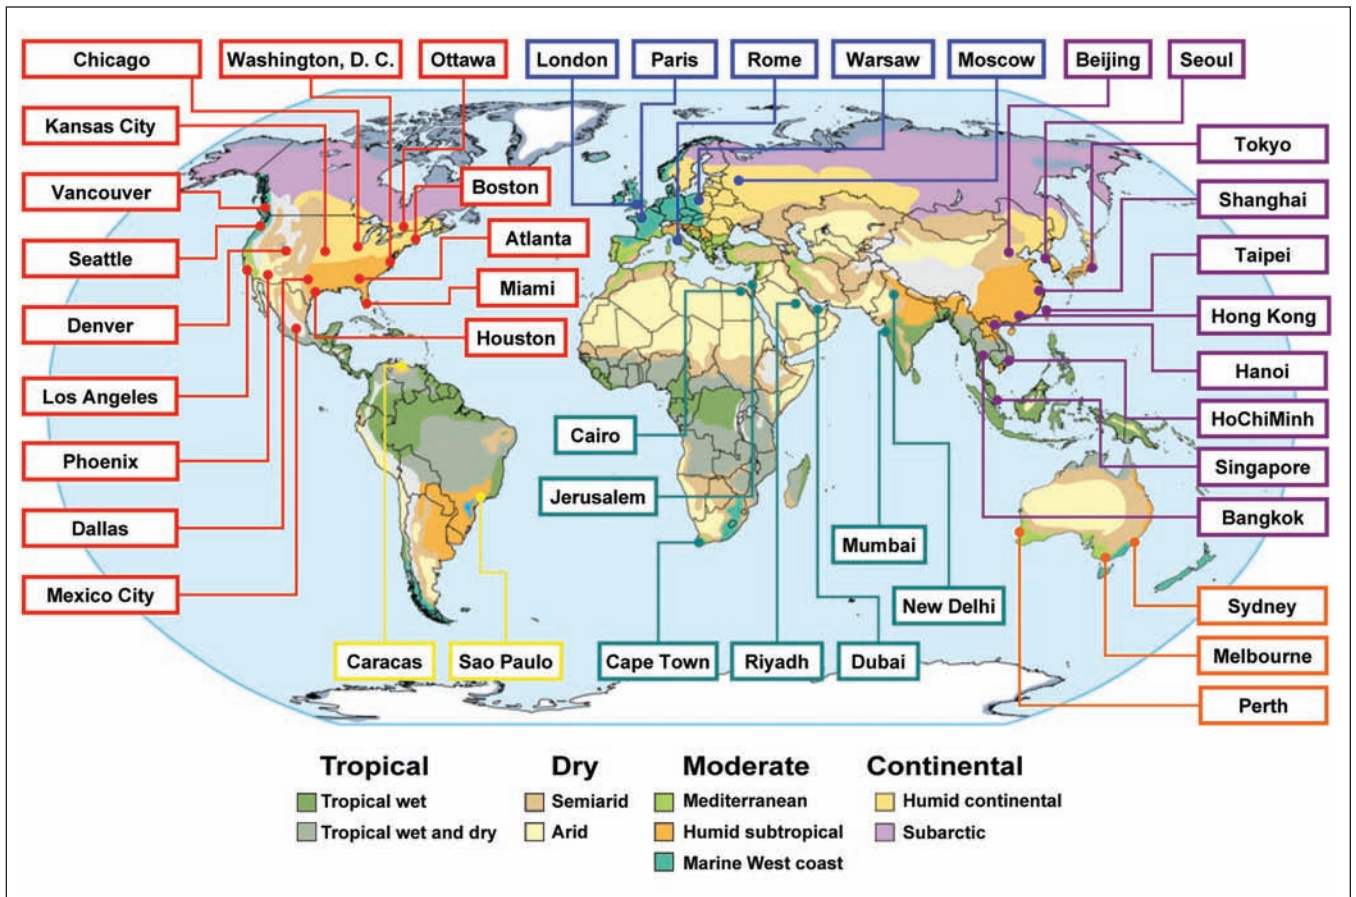 Chicago
Washington, D. C.
Ottawa
London
Paris
Rome
Warsaw
Moscow
Beijing
Seoul
Kansas City
Tokyo
Vancouver
Boston
Shanghai
Seattle
Atlanta
Taipei
Denver
Miami
Hong Kong
Houston
Hanoi
Los Angeles
HoChiMinh
Phoenix
Cairo
Singapore
Dallas
Jerusalem
Bangkok
Mexico City
Mumbai
New Delhi
Sydney
Caracas
Sao Paulo
Cape Town
Riyadh
Dubai
Melbourne
Perth
Tropical
Dry
Moderate
Continental
Tropical wet
Semiarid
Mediterranean
Humid continental
Tropical wet and dry
Arid
Humid subtropical
Subarctic
Marine West coast